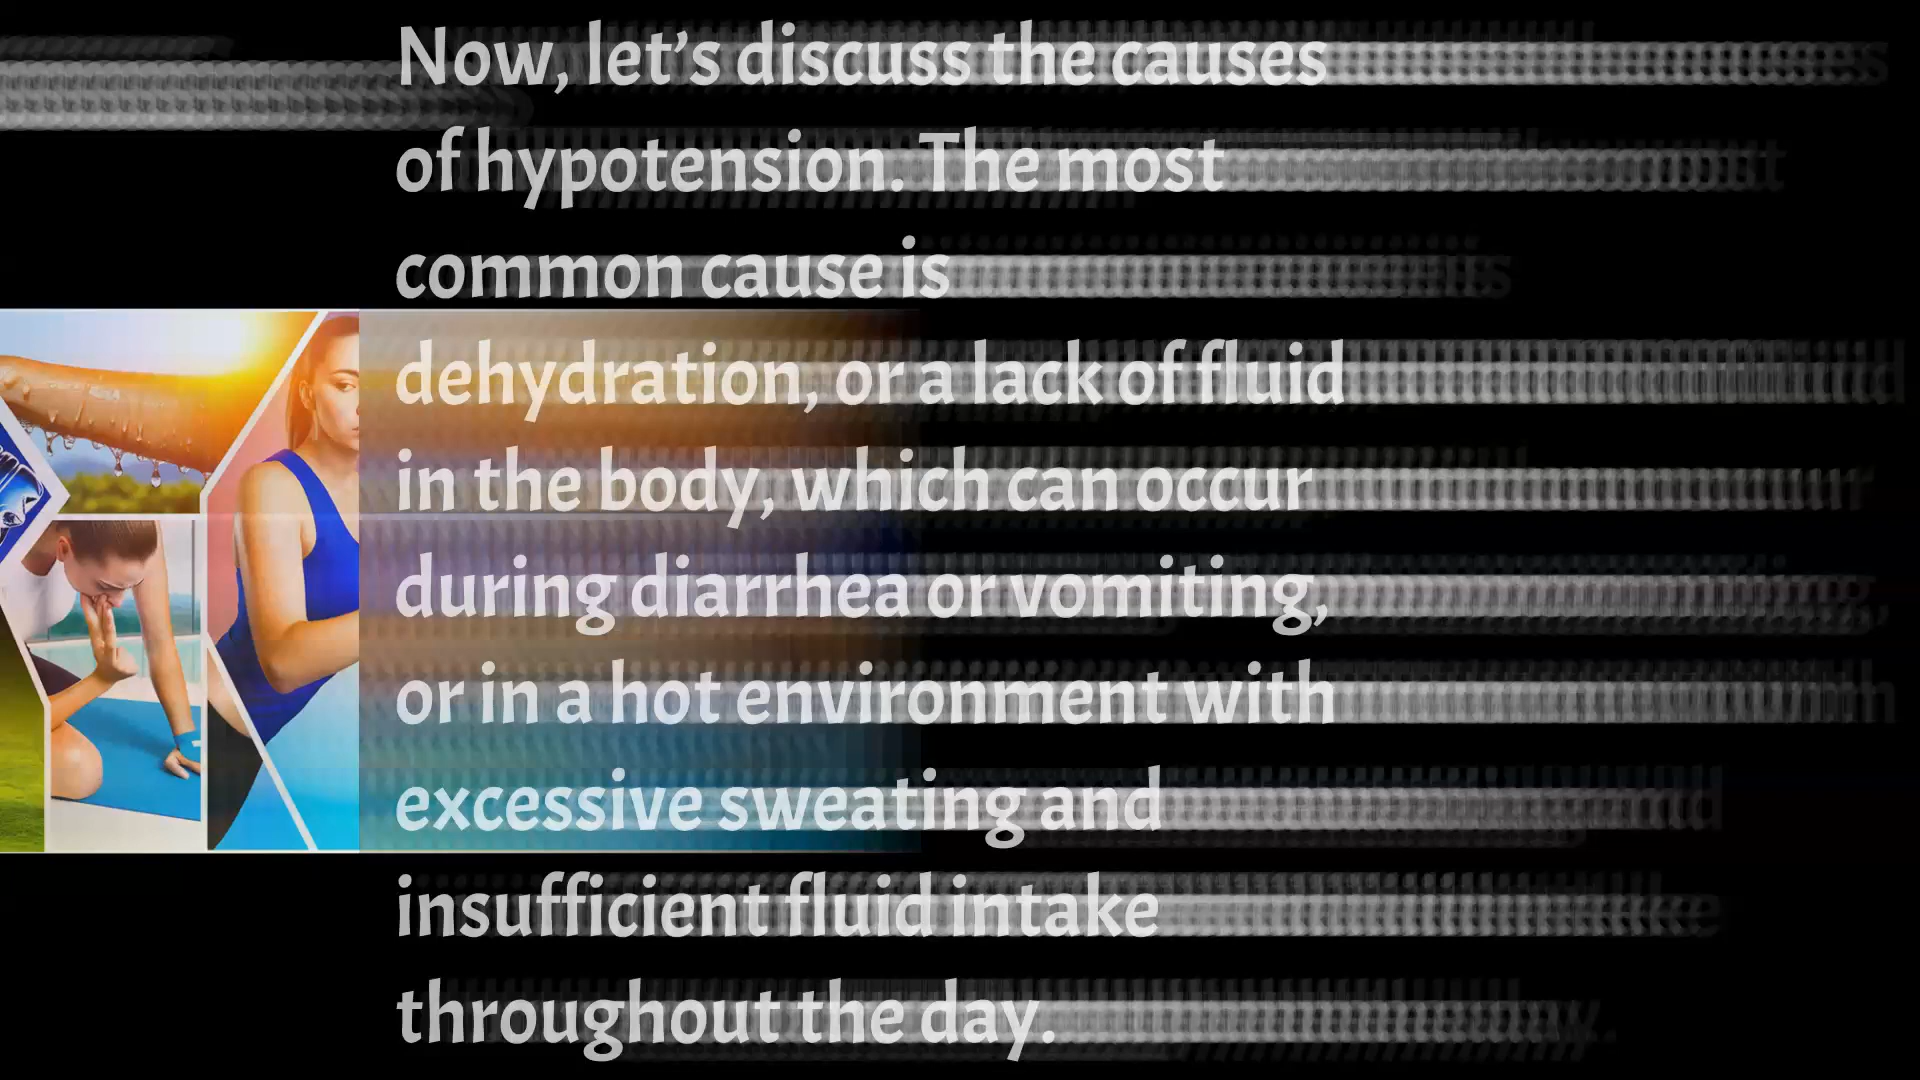 Now, let’s discuss the causes
of hypotension. The most
common cause is
dehydration, or a lack of fluid
in the body, which can occur
during diarrhea or vomiting,
or in a hot environment with
excessive sweating and
insufficient fluid intake
throughout the day.